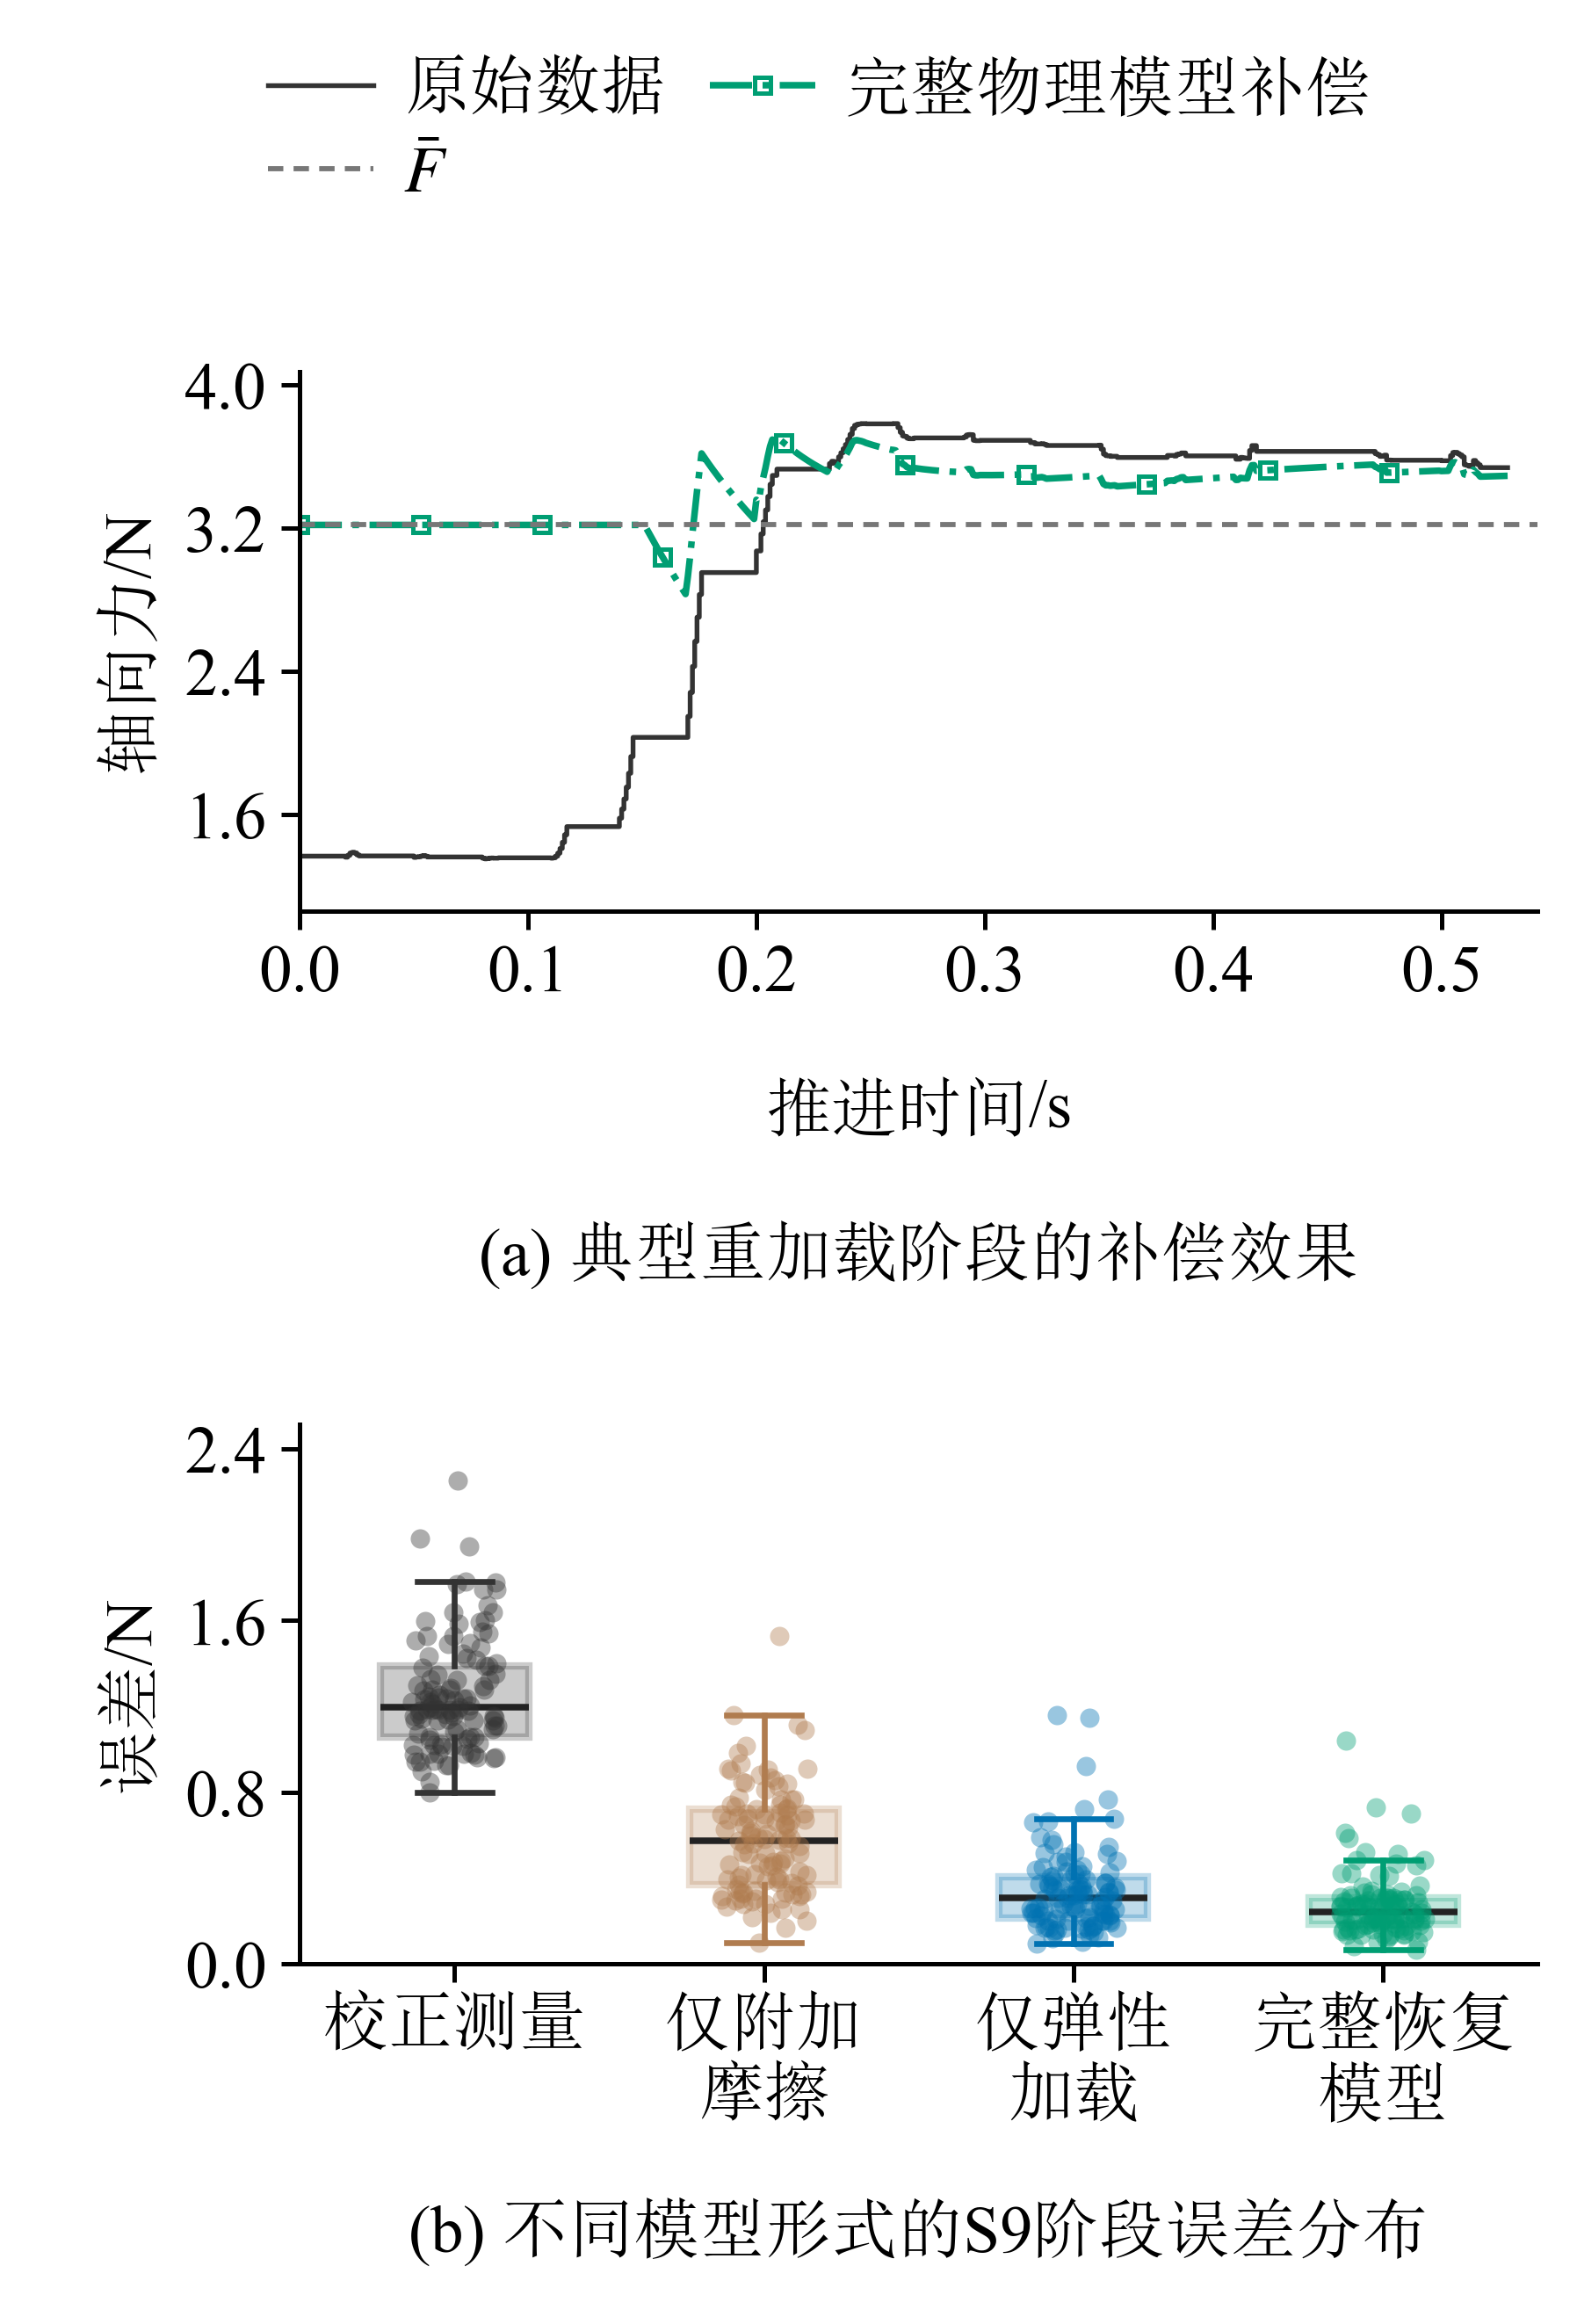 原始数据
完整物理模型补偿
F̄
轴向力/N
4.0
3.2
2.4
1.6
0.0 0.1 0.2 0.3 0.4 0.5
推进时间/s
(a) 典型重加载阶段的补偿效果
误差/N
2.4
1.6
0.8
0.0
校正测量
仅附加
摩擦
仅弹性
加载
完整恢复
模型
(b) 不同模型形式的S9阶段误差分布